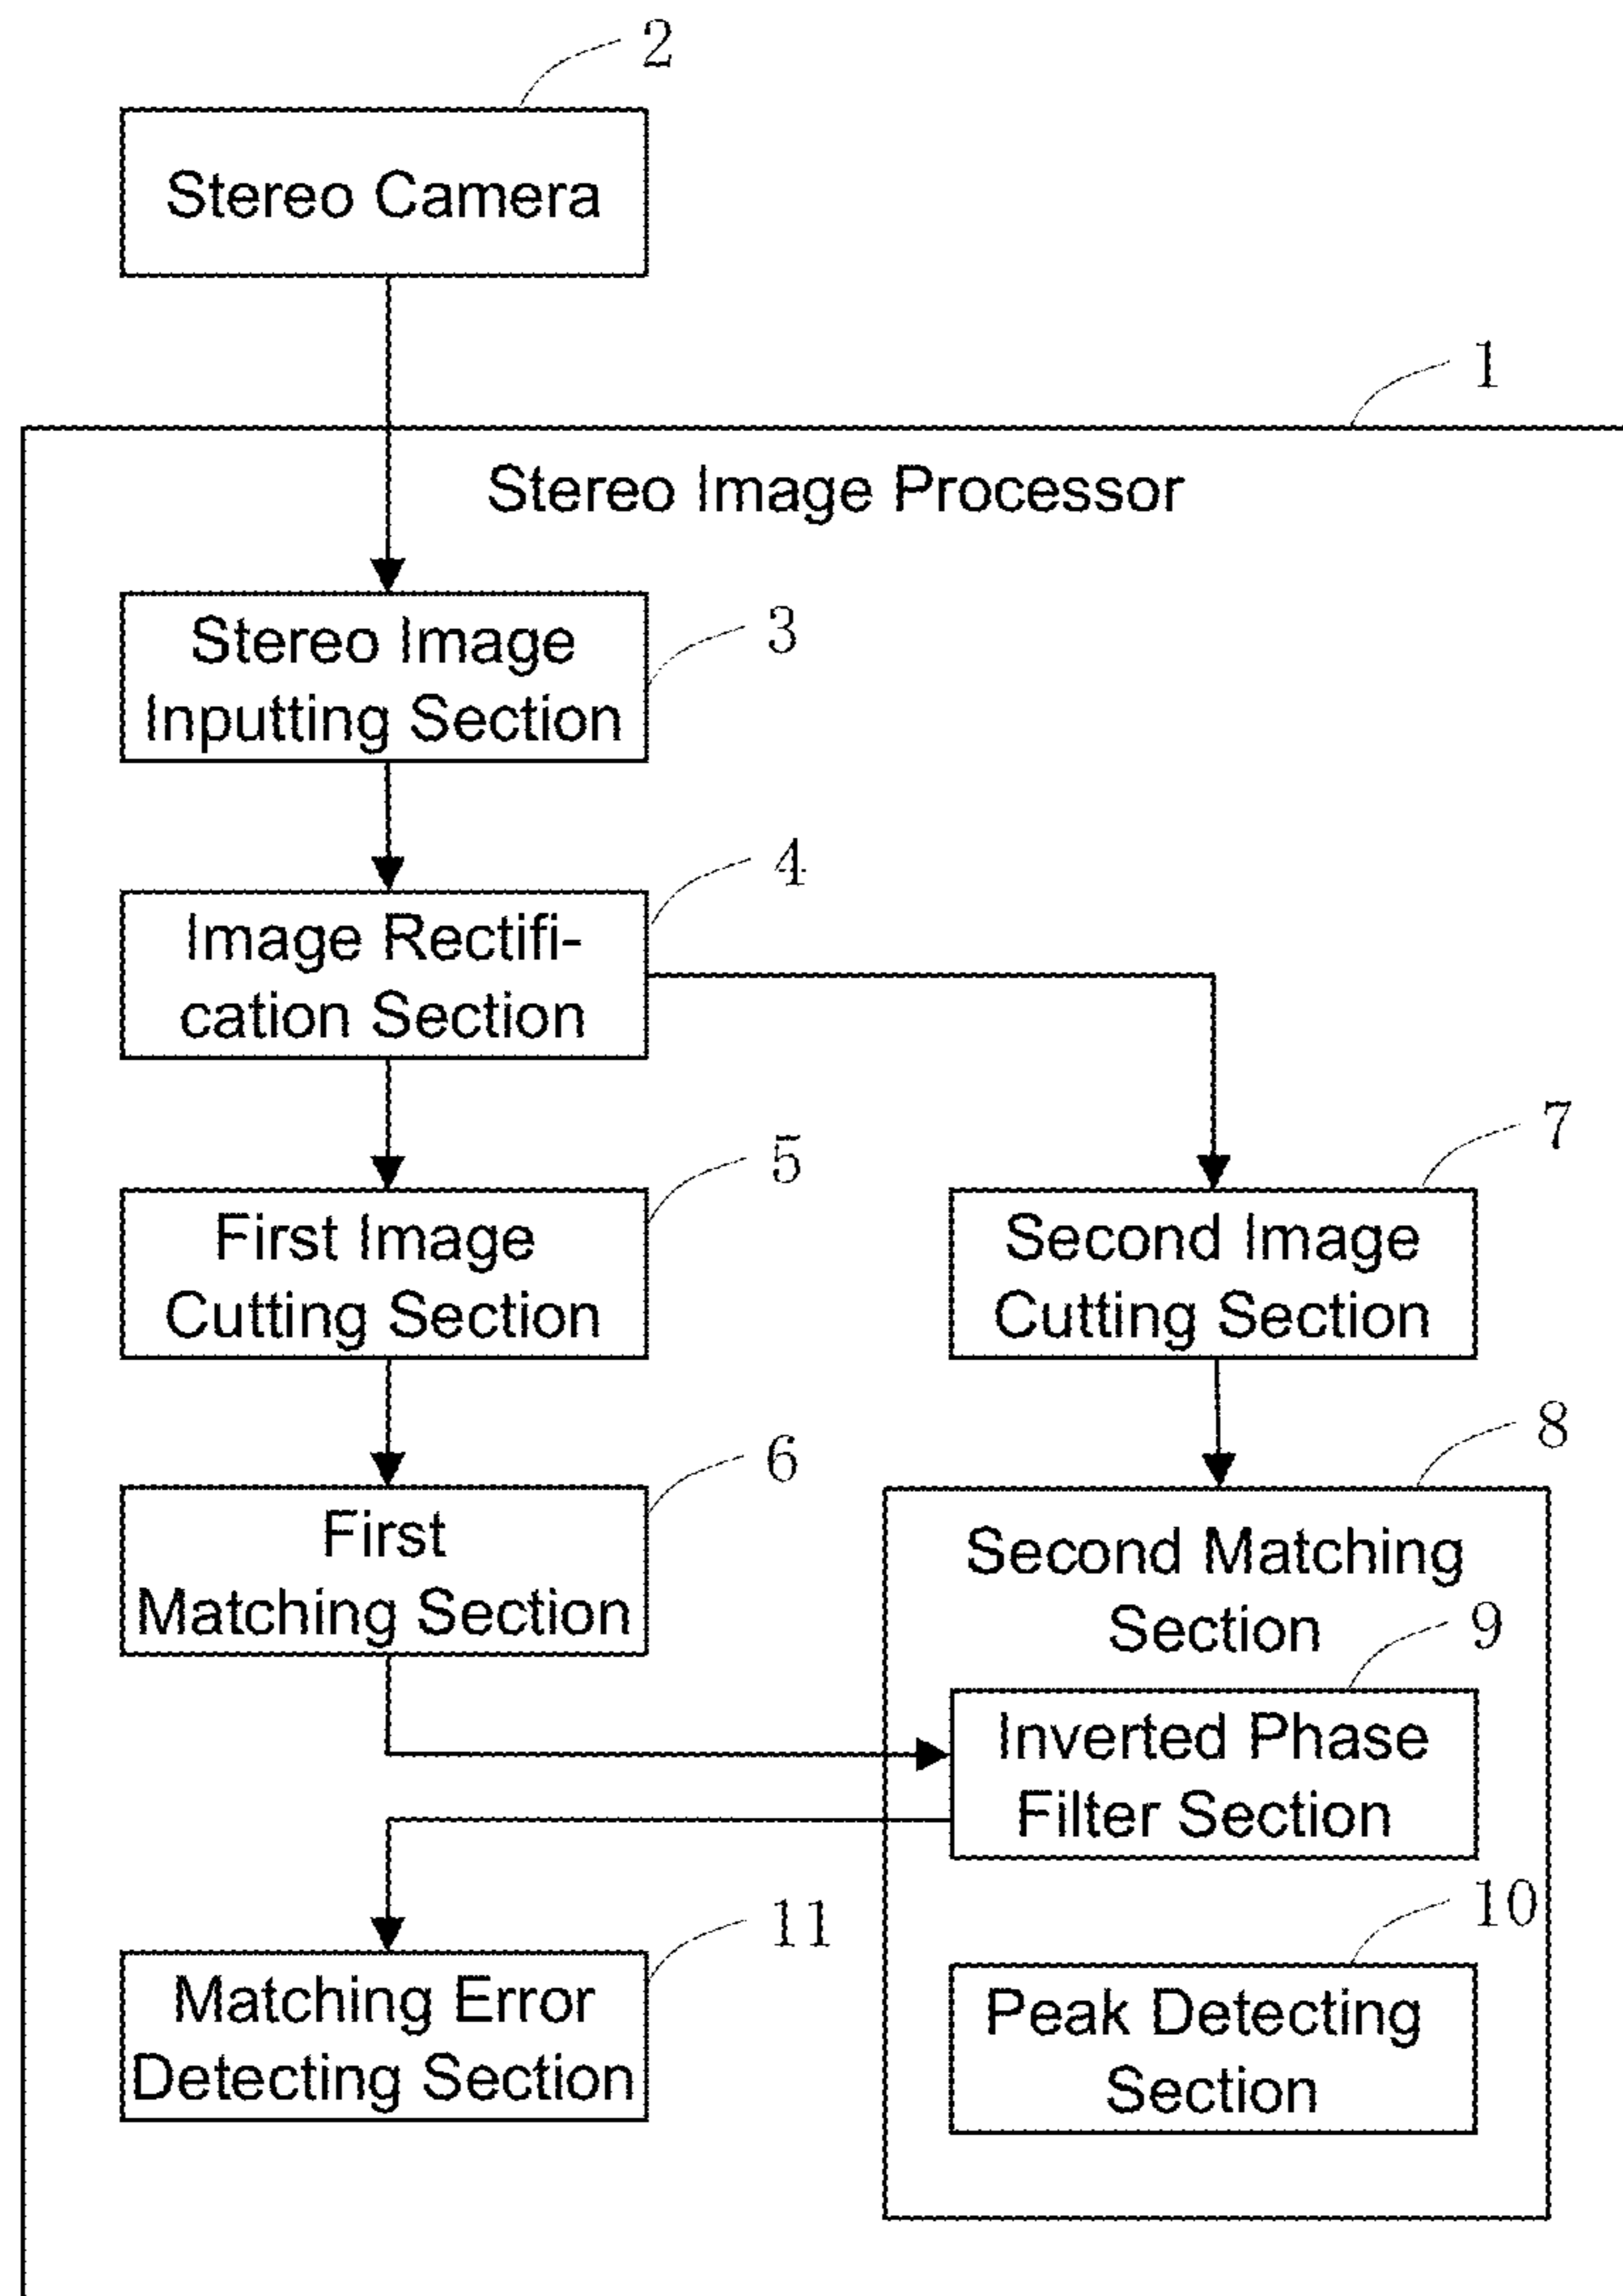 2
Stereo Camera
1
Stereo Image Processor
Stereo Image
Inputting Section
3
Image Rectifi-
cation Section
4
First Image
Cutting Section
5
Second Image
Cutting Section
7
First
Matching Section
6
Second Matching
Section
8
Inverted Phase
Filter Section
9
Peak Detecting
Section
10
Matching Error
Detecting Section
11